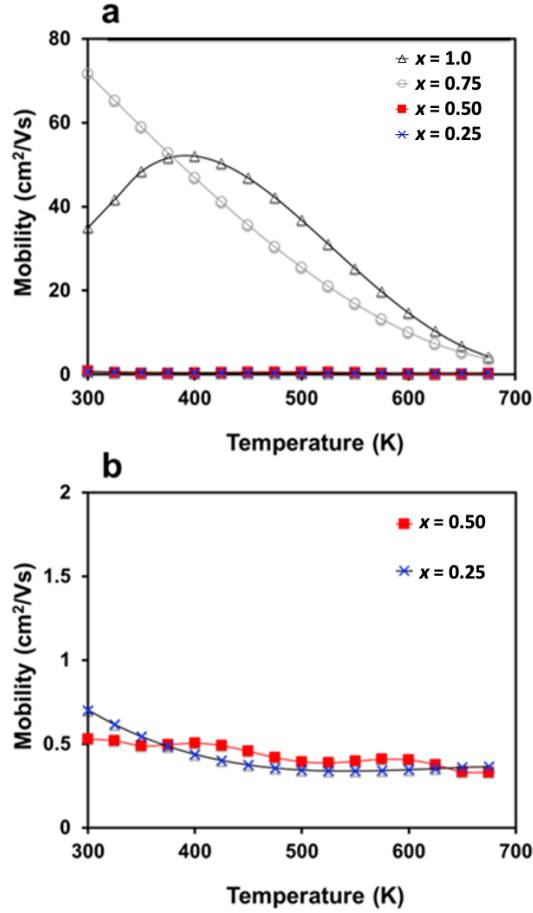 a
80
60
40
20
0
Mobility (cm²/Vs)
x = 1.0
x = 0.75
x = 0.50
x = 0.25
300 400 500 600 700
Temperature (K)
b
2
1.5
1
0.5
0
Mobility (cm²/Vs)
x = 0.50
x = 0.25
300 400 500 600 700
Temperature (K)